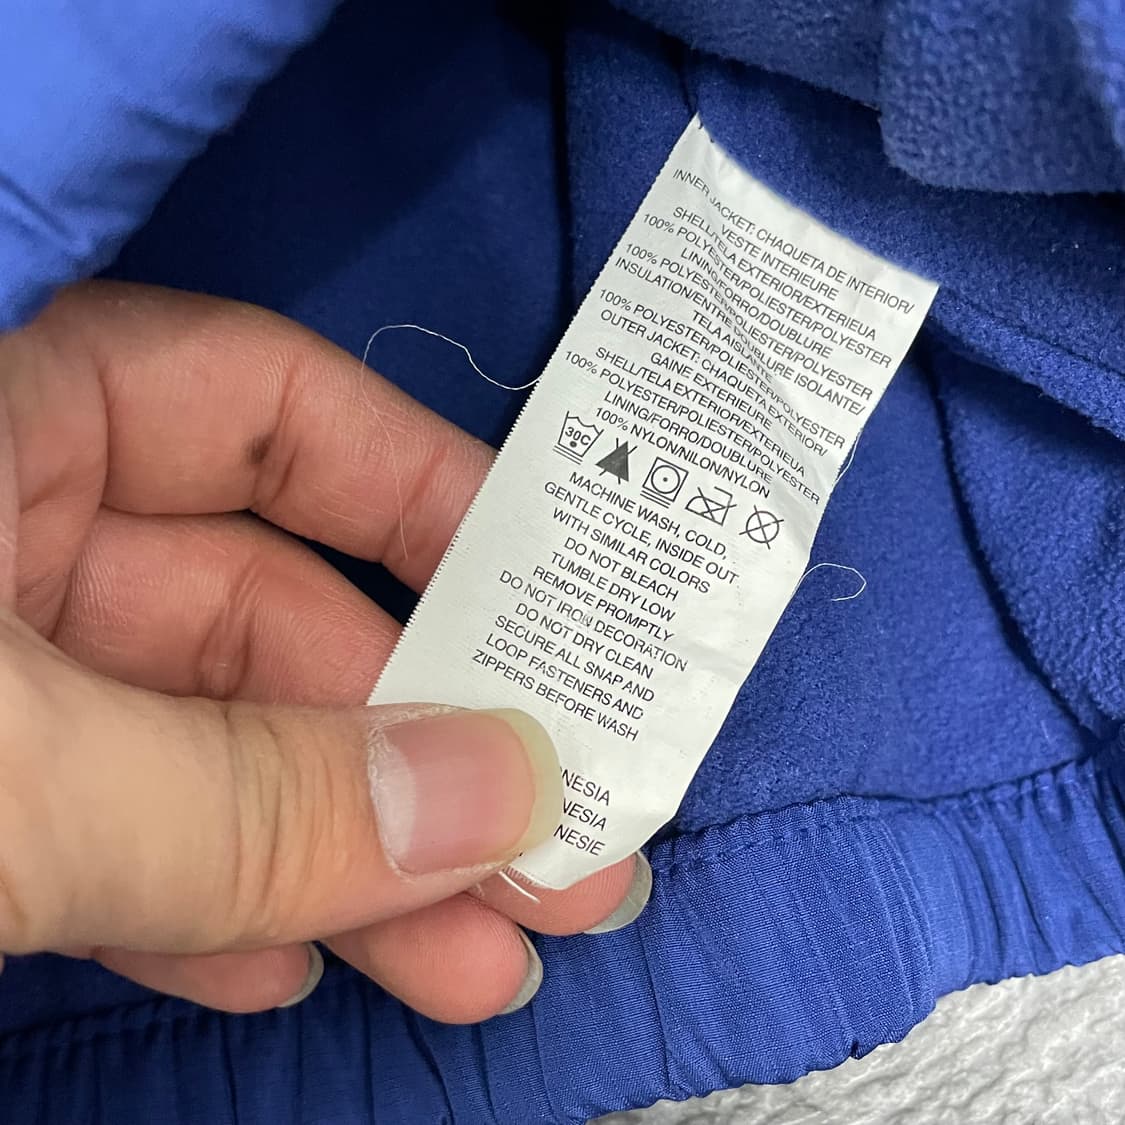 INNER JACKET: CHAQUETA DE INTERIOR/
VESTE INTERIEURE
SHELL/TELA EXTERIOR/EXTERIEUA
100% POLYESTER/POLIESTER/POLYESTER
LINING/FORRO/DOUBLURE
100% POLYESTER/POLIESTER/POLYESTER
INSULATION/ENTRE DOUBLURE ISOLANTE/
TELA AISLANTE
100% POLYESTER/POLIESTER/POLYESTER
OUTER JACKET: CHAQUETA EXTERIOR/
GAINE EXTERIEURE
SHELL/TELA EXTERIOR/EXTERIEUA
100% POLYESTER/POLIESTER/POLYESTER
LINING/FORRO/DOUBLURE
100% NYLON/NILON/NYLON
30C
MACHINE WASH, COLD,
GENTLE CYCLE, INSIDE OUT
WITH SIMILAR COLORS
DO NOT BLEACH
TUMBLE DRY LOW
REMOVE PROMPTLY
DO NOT IRON DECORATION
DO NOT DRY CLEAN
SECURE ALL SNAP AND
LOOP FASTENERS AND
ZIPPERS BEFORE WASH
NESIA
NESIA
NESIE